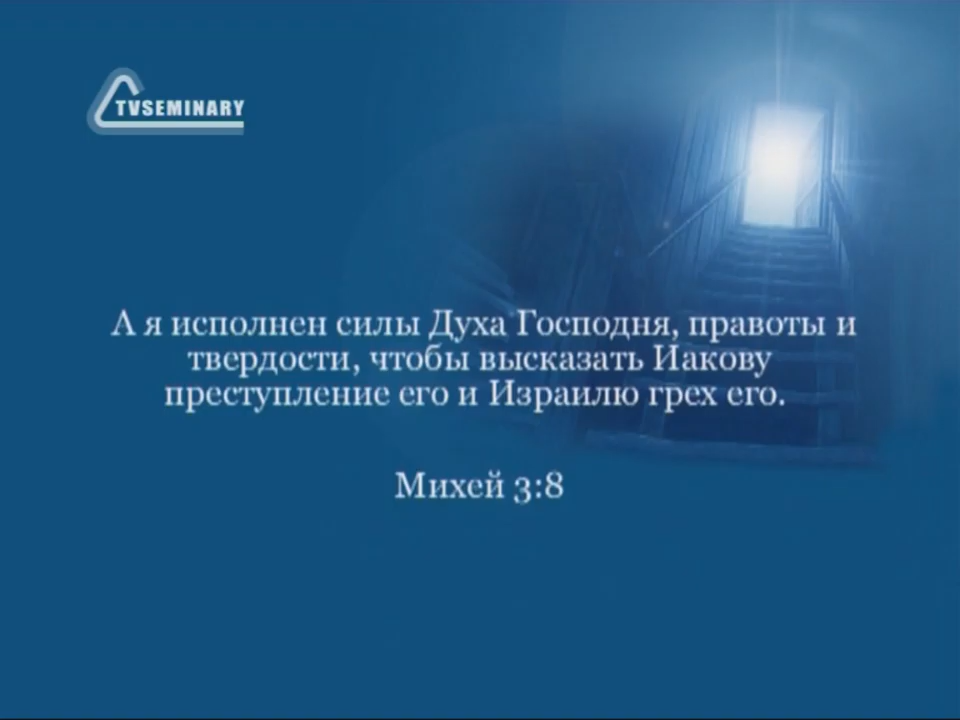 TVSEMINARY
А я исполнен силы Духа Господня, правоты и
твердости, чтобы высказать Иакову
преступление его и Израилю грех его.
Михей 3:8